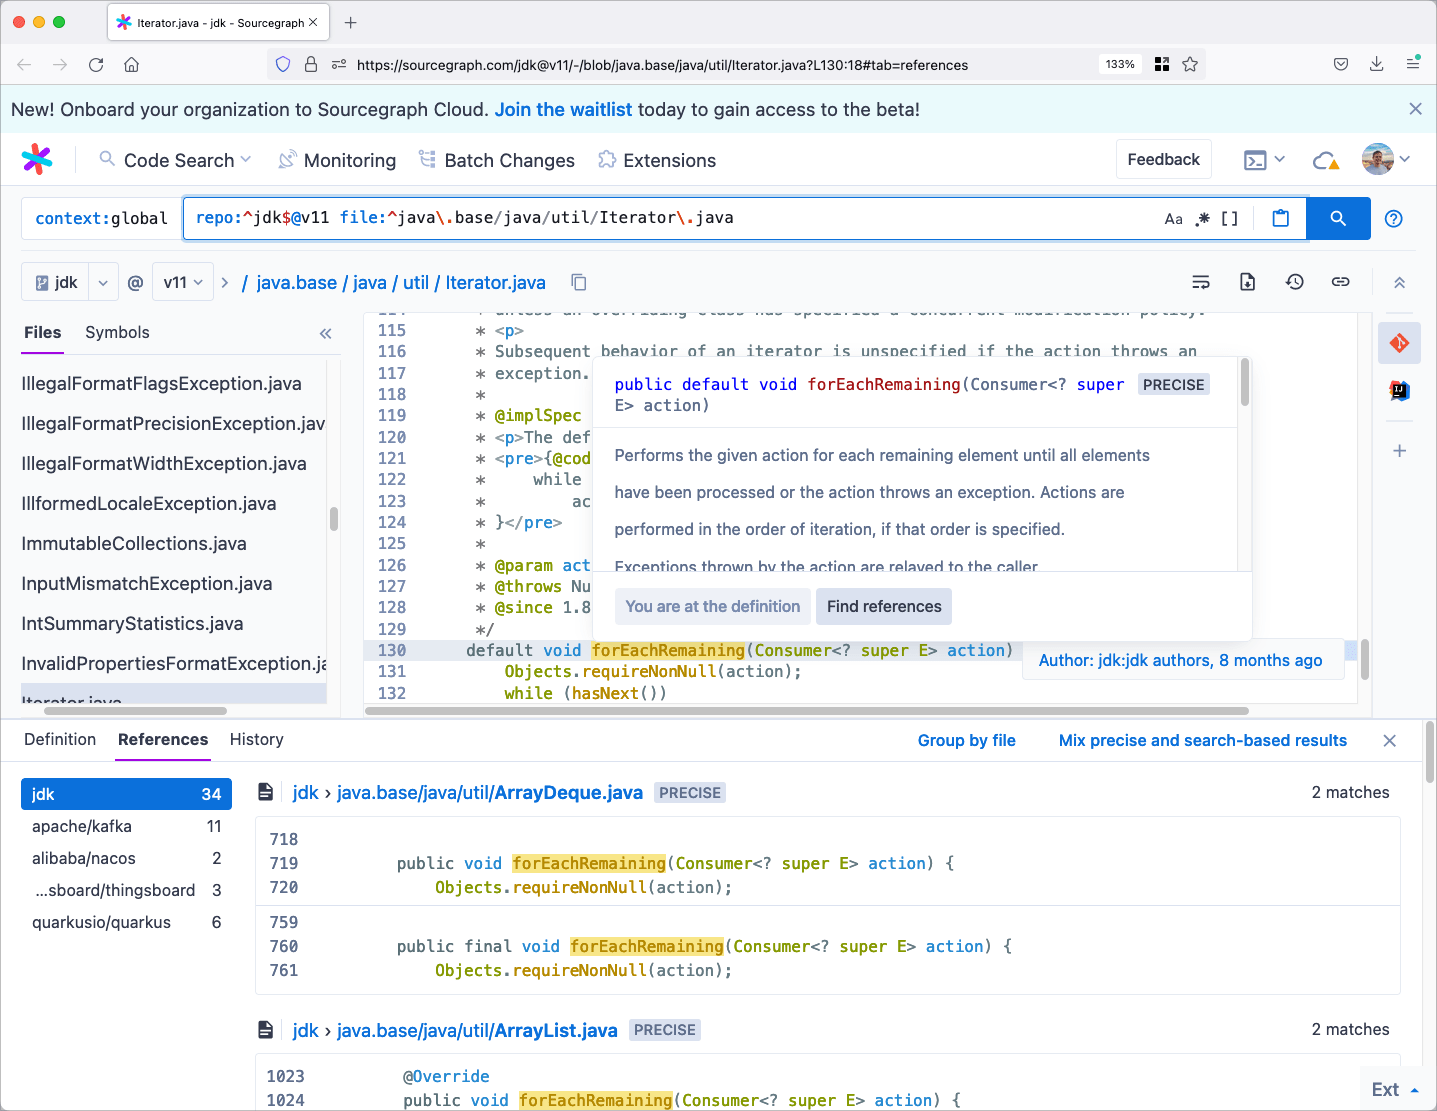 Iterator.java - jdk - Sourcegraph
https://sourcegraph.com/jdk@v11/-/blob/java.base/java/util/Iterator.java?L130:18#tab=references
133%
New! Onboard your organization to Sourcegraph Cloud. Join the waitlist today to gain access to the beta!
Code Search
Monitoring
Batch Changes
Extensions
Feedback
context:global
repo:^jdk$@v11 file:^java\.base/java/util/Iterator\.java
Aa .* [ ]
jdk
@
v11
/ java.base / java / util / Iterator.java
Files
Symbols
IllegalFormatFlagsException.java
IllegalFormatPrecisionException.jav
IllegalFormatWidthException.java
IllformedLocaleException.java
ImmutableCollections.java
InputMismatchException.java
IntSummaryStatistics.java
InvalidPropertiesFormatException.ja
Iterator.java
114 * unless an overriding class has specified a concurrent modification policy.
115 * <p>
116 * Subsequent behavior of an iterator is unspecified if the action throws an
117 * exception.
118 *
119 * @implSpec
120 * <p>The def
121 * <pre>{@cod
122 * while
123 * ac
124 * }</pre>
125 *
126 * @param act
127 * @throws Nu
128 * @since 1.8
129 */
130 default void forEachRemaining(Consumer<? super E> action)
131 Objects.requireNonNull(action);
132 while (hasNext())
public default void forEachRemaining(Consumer<? super
E> action)
PRECISE
Performs the given action for each remaining element until all elements
have been processed or the action throws an exception. Actions are
performed in the order of iteration, if that order is specified.
Exceptions thrown by the action are relayed to the caller.
You are at the definition
Find references
Author: jdk:jdk authors, 8 months ago
Definition
References
History
Group by file
Mix precise and search-based results
jdk 34
apache/kafka 11
alibaba/nacos 2
...sboard/thingsboard 3
quarkusio/quarkus 6
jdk › java.base/java/util/ArrayDeque.java PRECISE
2 matches
718
719 public void forEachRemaining(Consumer<? super E> action) {
720 Objects.requireNonNull(action);
759
760 public final void forEachRemaining(Consumer<? super E> action) {
761 Objects.requireNonNull(action);
jdk › java.base/java/util/ArrayList.java PRECISE
2 matches
1023 @Override
1024 public void forEachRemaining(Consumer<? super E> action) {
Ext